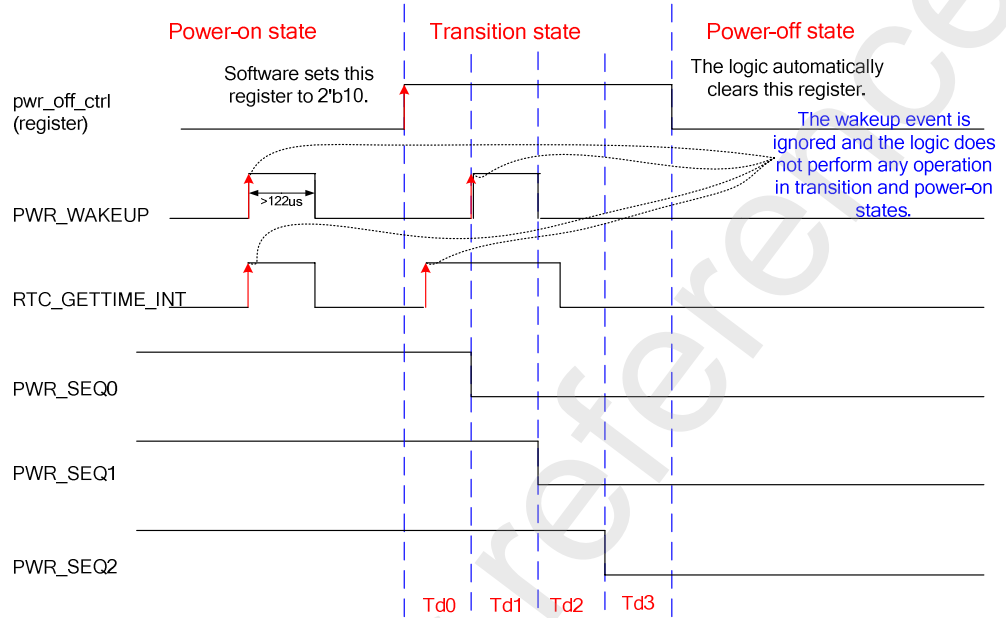 Power-on state
Transition state
Power-off state
Software sets this
register to 2'b10.
The logic automatically
clears this register.
pwr_off_ctrl
(register)
The wakeup event is
ignored and the logic does
not perform any operation
in transition and power-on
states.
>122us
PWR_WAKEUP
RTC_GETTIME_INT
PWR_SEQ0
PWR_SEQ1
PWR_SEQ2
Td0
Td1
Td2
Td3
reference